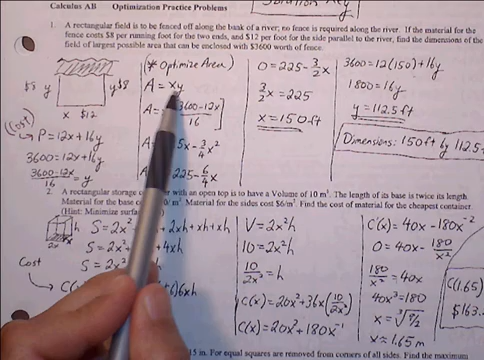 Calculus AB Optimization Practice Problems
Solution Key
1. A rectangular field is to be fenced off along the bank of a river; no fence is required along the river. If the material for the
fence costs $8 per running foot for the two ends, and $12 per foot for the side parallel to the river, find the dimensions of the
field of largest possible area that can be enclosed with $3600 worth of fence.
$8 y
y $8
x $12
(Cost)
P = 12x + 16y
3600 = 12x + 16y
3600 - 12x / 16 = y
(* Optimize Area)
A = xy
A = 3600 - 12x / 16 ]
A = 5x - 3/4 x²
225 - 6/4 x
0 = 225 - 3/2 x
3/2 x = 225
x = 150 ft
3600 = 12(150) + 16y
1800 = 16y
y = 112.5 ft
Dimensions: 150 ft by 112.5
2. A rectangular storage with an open top is to have a Volume of 10 m³. The length of its base is twice its
Material for the base Material for the sides cost $6/ m². Find the cost of material for the cheapest container.
(Hint: Minimize
h
x
2x
S = 2x² + 2xh + xh + xh
S = 2x² + 4xh
S = 2x²
Cost
6xh
V = 2x²h
10 = 2x²h
10 / 2x² = h
C(x) = 20x² + 36x (10 / 2x²)
C(x) = 20x² + 180x⁻¹
C'(x) = 40x - 180x⁻²
0 = 40x - 180 / x²
180 / x² = 40x
40x³ = 180
x = ∛9/2
x ≈ 1.65 m
C(1.65)
$163.
15 in. For equal squares are removed from corners of all sides. Find the maximum